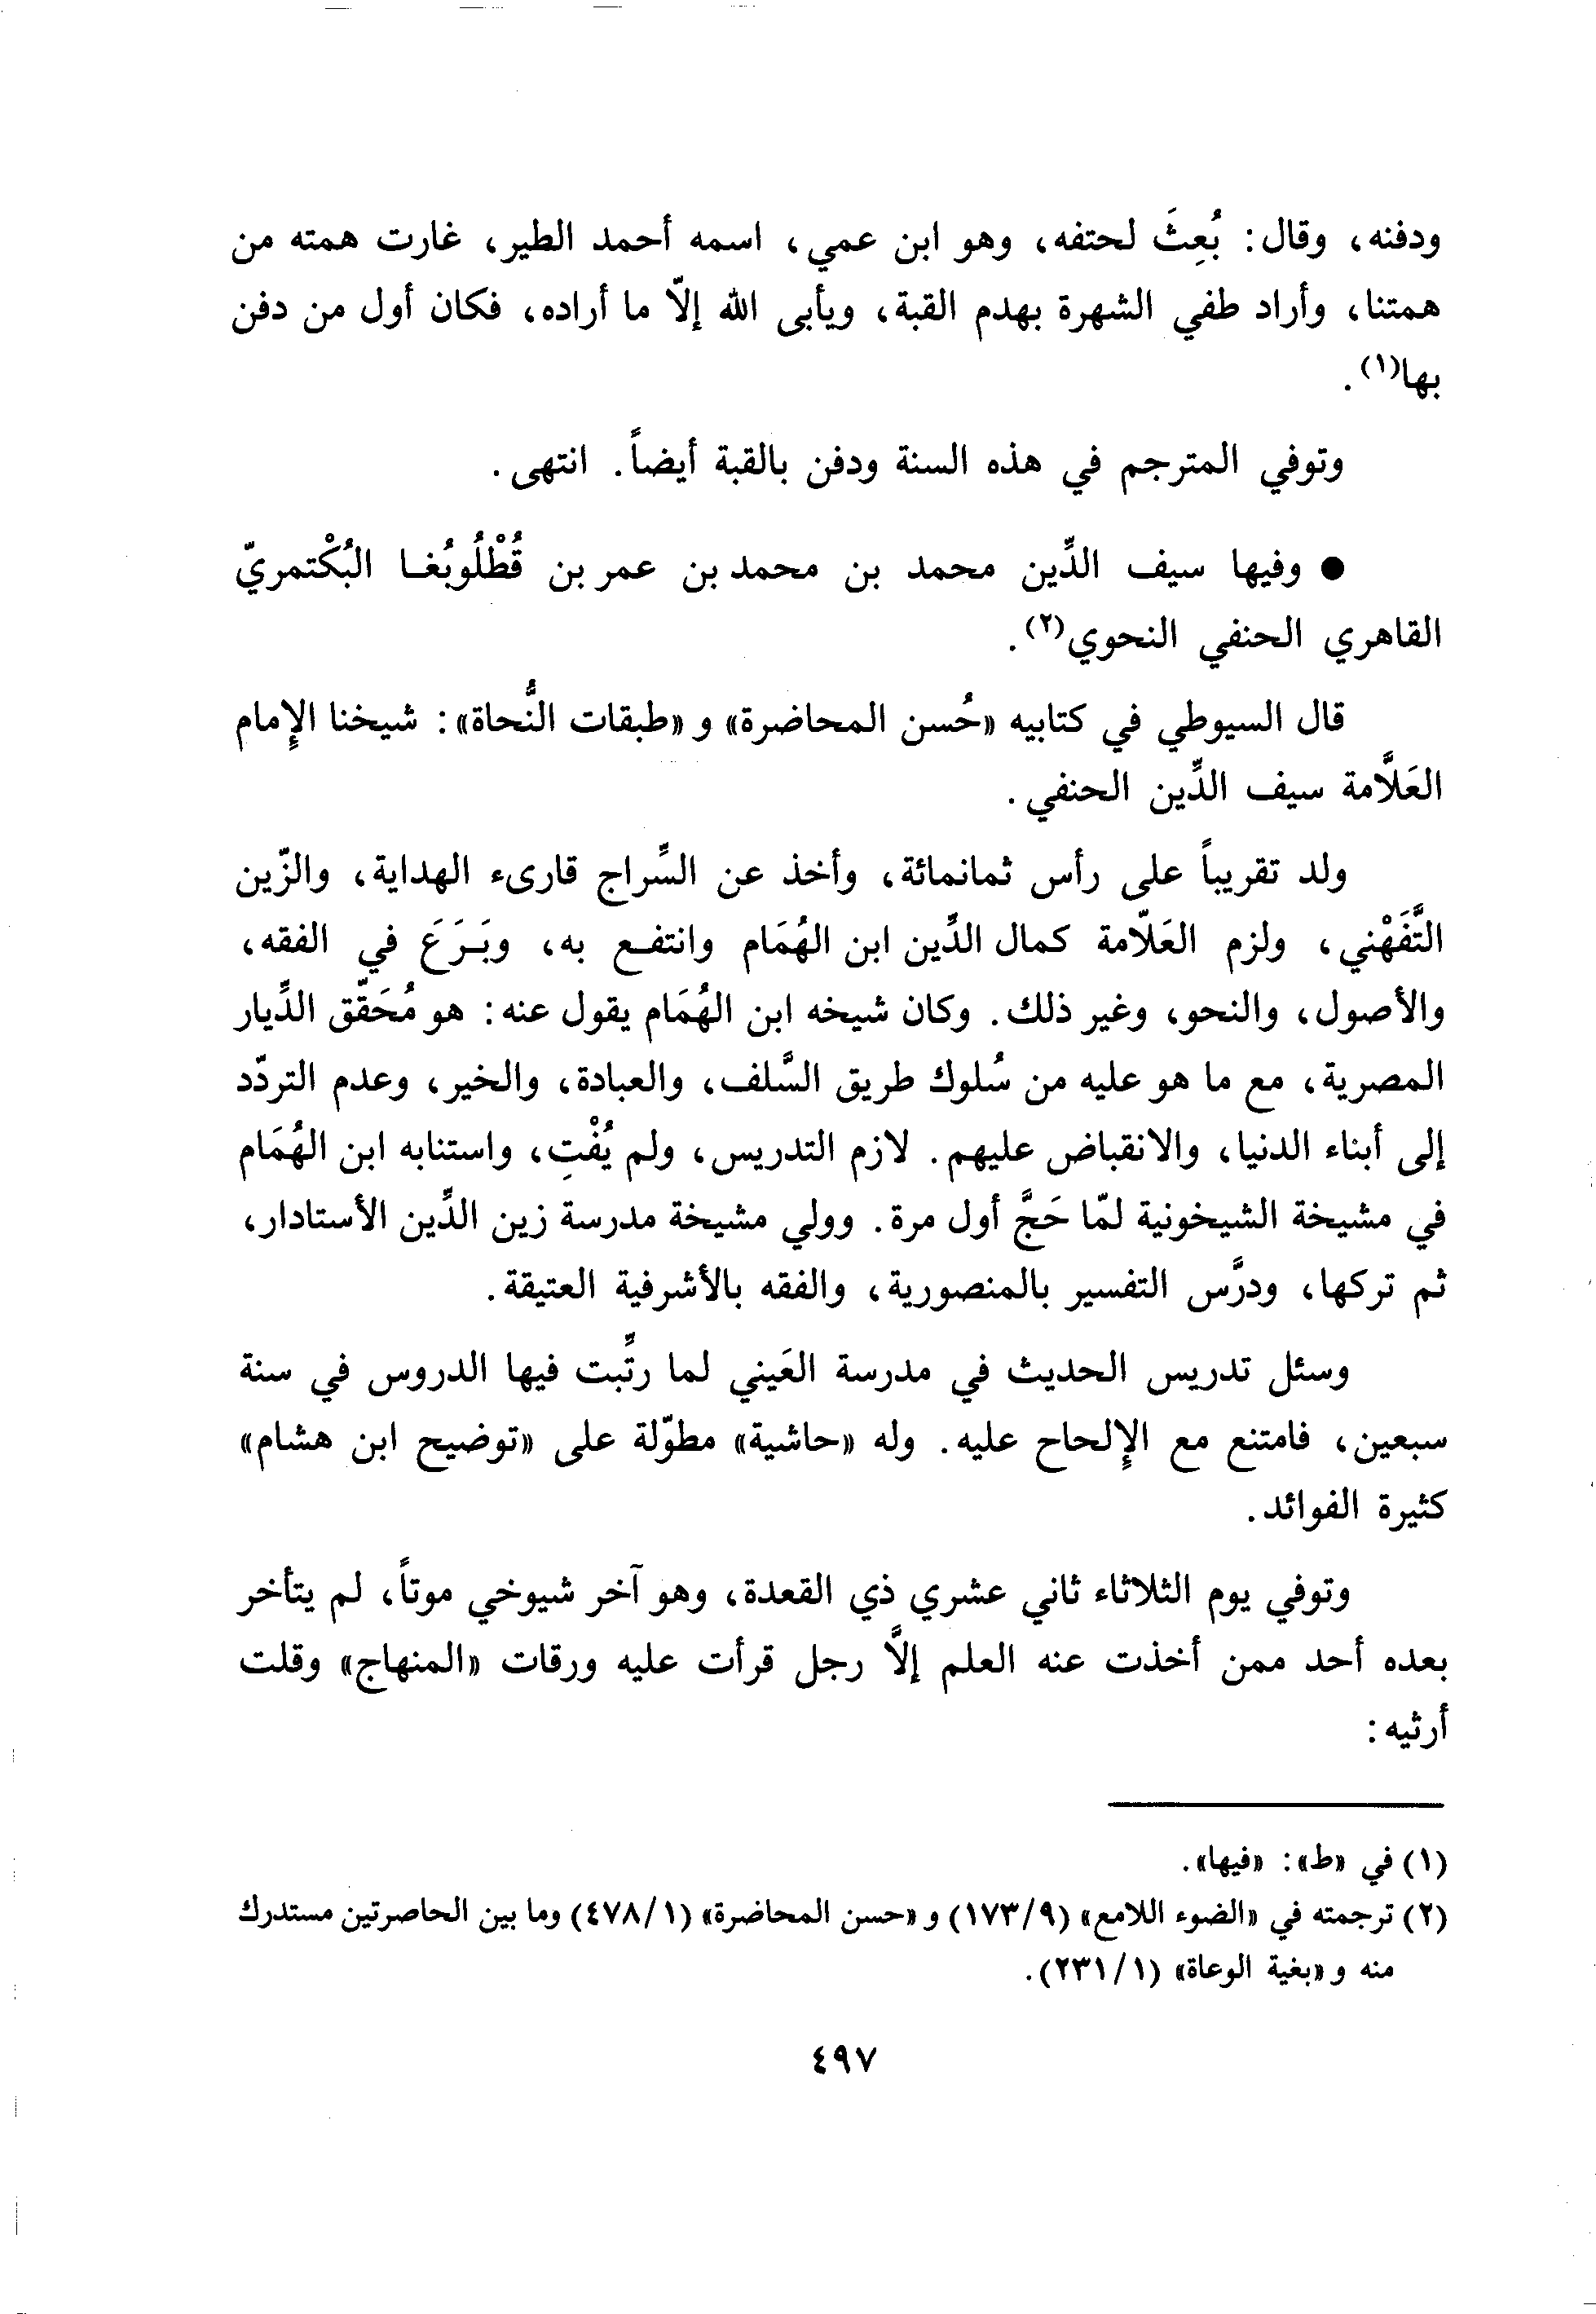 ودفنه، وقال: بُعِثَ لحتفه، وهو ابن عمي، اسمه أحمد الطير، غارت همته من
همتنا، وأراد طفي الشهرة بهدم القبة، ويأبى الله إلّا ما أراده، فكان أول من دفن
بها(١).
وتوفي المترجم في هذه السنة ودفن بالقبة أيضاً. انتهى.
● وفيها سيف الدِّين محمد بن محمد بن عمر بن قُطْلُوبُغا البُكْتمريّ
القاهري الحنفي النحوي(٢).
قال السيوطي في كتابيه «حُسن المحاضرة» و «طبقات النُّحاة»: شيخنا الإمام
العَلاَّمة سيف الدِّين الحنفي.
ولد تقريباً على رأس ثمانمائة، وأخذ عن السِّراج قارىء الهداية، والزّين
التَّفَهْني، ولزم العَلاّمة كمال الدِّين ابن الهُمَام وانتفع به، وبَرَعَ في الفقه،
والأصول، والنحو، وغير ذلك. وكان شيخه ابن الهُمَام يقول عنه: هو مُحَقّق الدِّيار
المصرية، مع ما هو عليه من سُلوك طريق السَّلف، والعبادة، والخير، وعدم التردّد
إلى أبناء الدنيا، والانقباض عليهم. لازم التدريس، ولم يُفْتِ، واستنابه ابن الهُمَام
في مشيخة الشيخونية لمّا حَجَّ أول مرة. وولي مشيخة مدرسة زين الدِّين الأستادار،
ثم تركها، ودرَّس التفسير بالمنصورية، والفقه بالأشرفية العتيقة.
وسئل تدريس الحديث في مدرسة العَيني لما رتِّبت فيها الدروس في سنة
سبعين، فامتنع مع الإلحاح عليه. وله «حاشية» مطوّلة على «توضيح ابن هشام»
كثيرة الفوائد.
وتوفي يوم الثلاثاء ثاني عشري ذي القعدة، وهو آخر شيوخي موتاً، لم يتأخر
بعده أحد ممن أخذت عنه العلم إلاَّ رجل قرأت عليه ورقات «المنهاج» وقلت
أرثيه:
(١) في «ط»: «فيها».
(٢) ترجمته في «الضوء اللامع» (١٧٣/٩) و «حسن المحاضرة» (٤٧٨/١) وما بين الحاصرتين مستدرك
منه و «بغية الوعاة» (٢٣١/١).
٤٩٧